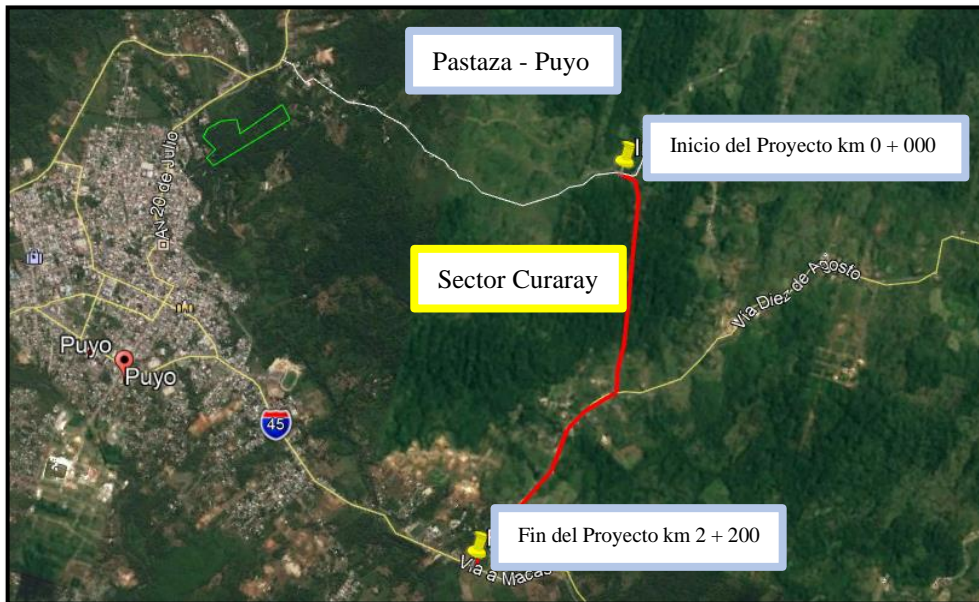 Pastaza - Puyo
Inicio del Proyecto km 0 + 000
I
Av 20 de Julio
Sector Curaray
Vía Diez de Agosto
Puyo
Puyo
45
Fin del Proyecto km 2 + 200
Vía a Macas